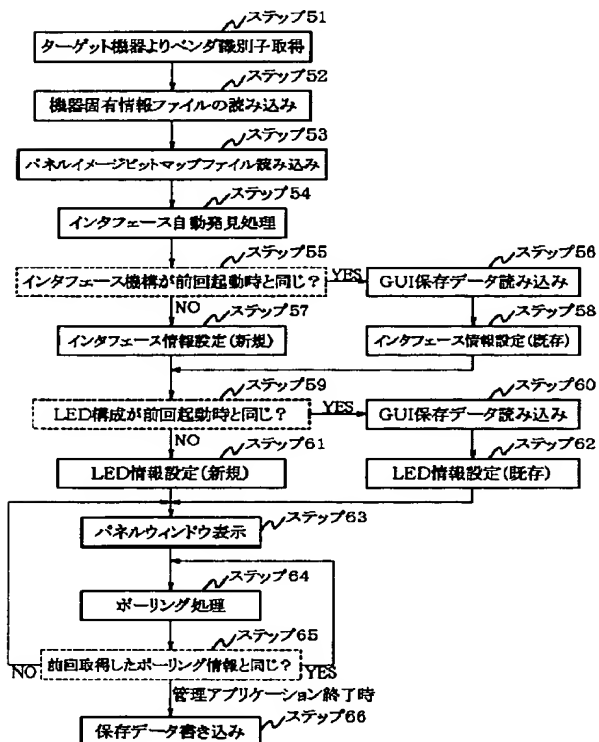 ステップ51
ターゲット機器よりベンダ識別子取得
ステップ52
機器固有情報ファイルの読み込み
ステップ53
パネルイメージビットマップファイル読み込み
ステップ54
インタフェース自動発見処理
ステップ55
インタフェース機構が前回起動時と同じ?
YES
ステップ56
GUI保存データ読み込み
NO
ステップ57
インタフェース情報設定(新規)
ステップ58
インタフェース情報設定(既存)
ステップ59
LED構成が前回起動時と同じ?
YES
ステップ60
GUI保存データ読み込み
NO
ステップ61
LED情報設定(新規)
ステップ62
LED情報設定(既存)
ステップ63
パネルウィンドウ表示
ステップ64
ポーリング処理
ステップ65
前回取得したポーリング情報と同じ?
NO
YES
管理アプリケーション終了時
ステップ66
保存データ書き込み